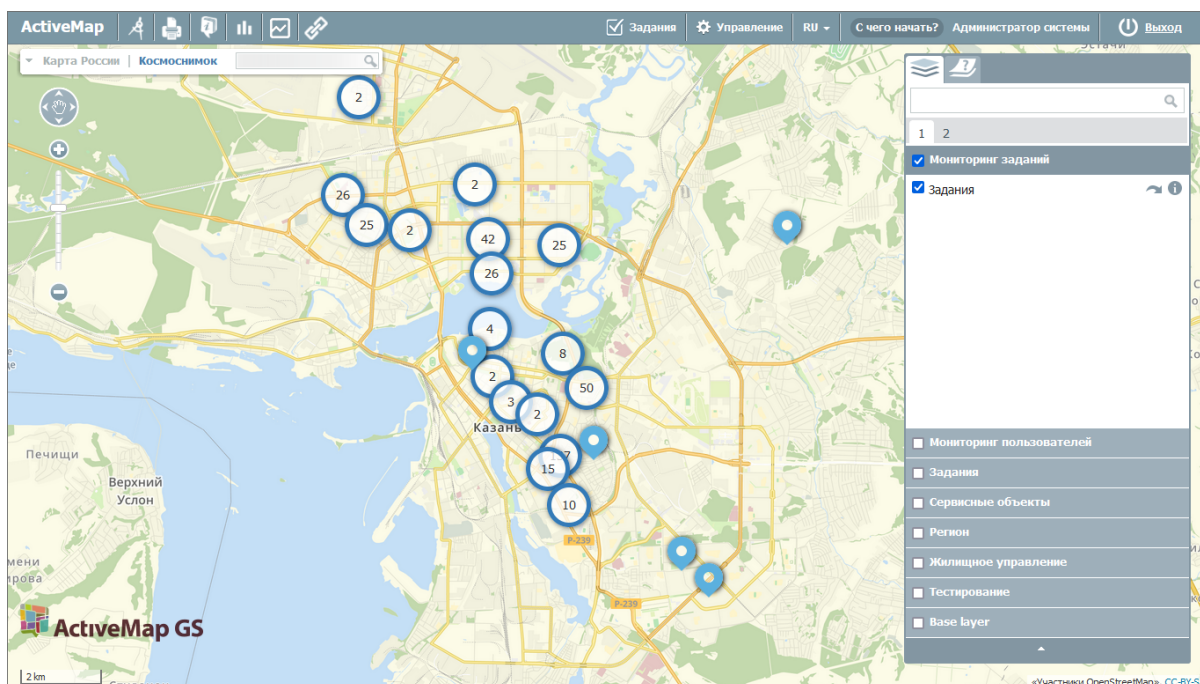 ActiveMap
Задания
Управление
RU
С чего начать?
Администратор системы
Выход
Карта России | Космоснимок
2
26
25
2
2
42
25
26
4
8
2
50
3
2
Казань
15
10
Р-239
Р-239
Печищи
Верхний
Услон
ActiveMap GS
2 km
1 2
Мониторинг заданий
Задания
Мониторинг пользователей
Задания
Сервисные объекты
Регион
Жилищное управление
Тестирование
Base layer
«Участники OpenStreetMap»